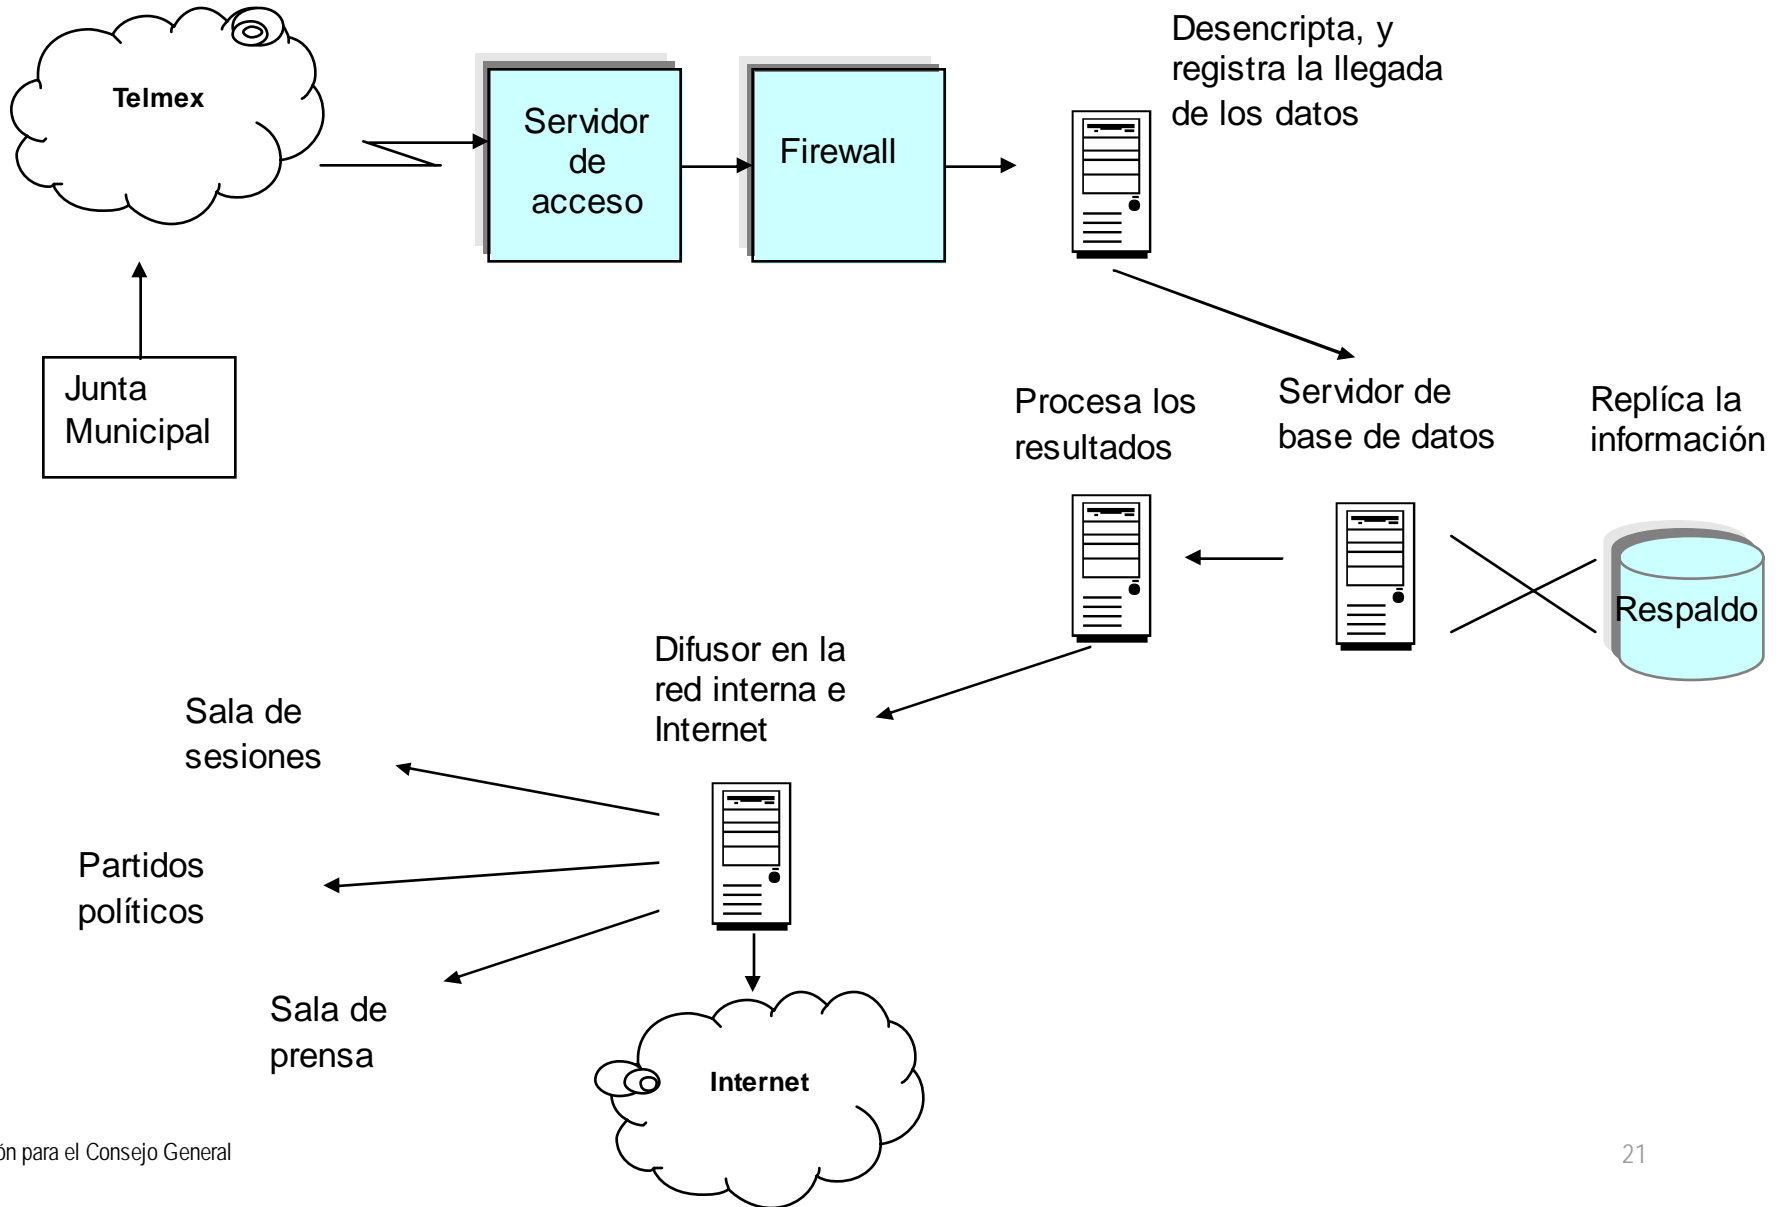 Telmex
Servidor
de
acceso
Firewall
Desencripta, y
registra la llegada
de los datos
Junta
Municipal
Procesa los
resultados
Servidor de
base de datos
Replíca la
información
Respaldo
Difusor en la
red interna e
Internet
Sala de
sesiones
Partidos
políticos
Sala de
prensa
Internet
ón para el Consejo General
21